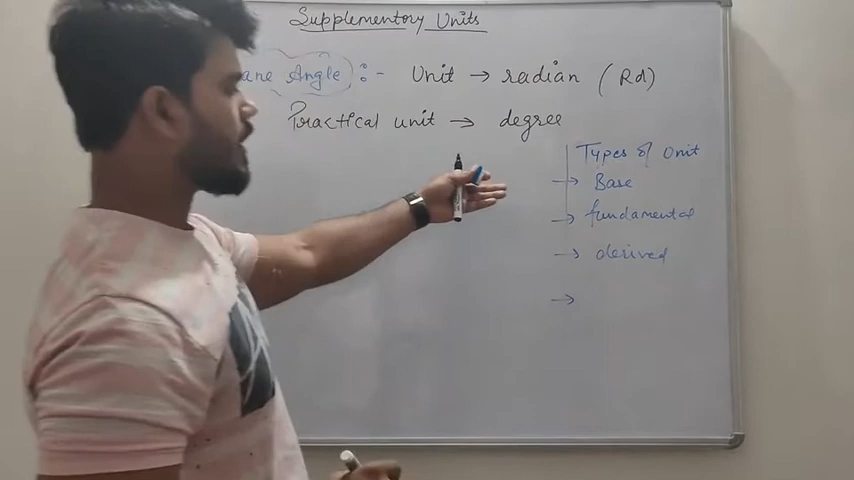 Supplementory Units
ane Angle :- Unit → radian (Rd)
Practical unit → degree
Types of Unit
→ Base
→ fundamental
→ derived
→